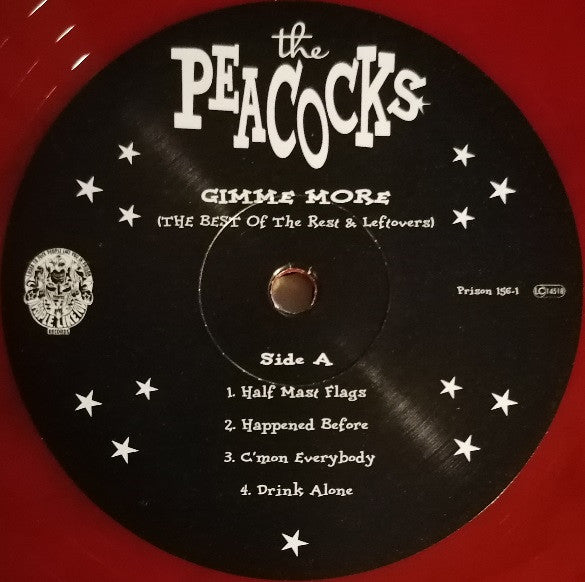 the
PEACOCKS
GIMME MORE
(THE BEST Of The Rest & Leftovers)
Prison 156-1
LC 14518
Side A
1. Half Mast Flags
2. Happened Before
3. C'mon Everybody
4. Drink Alone